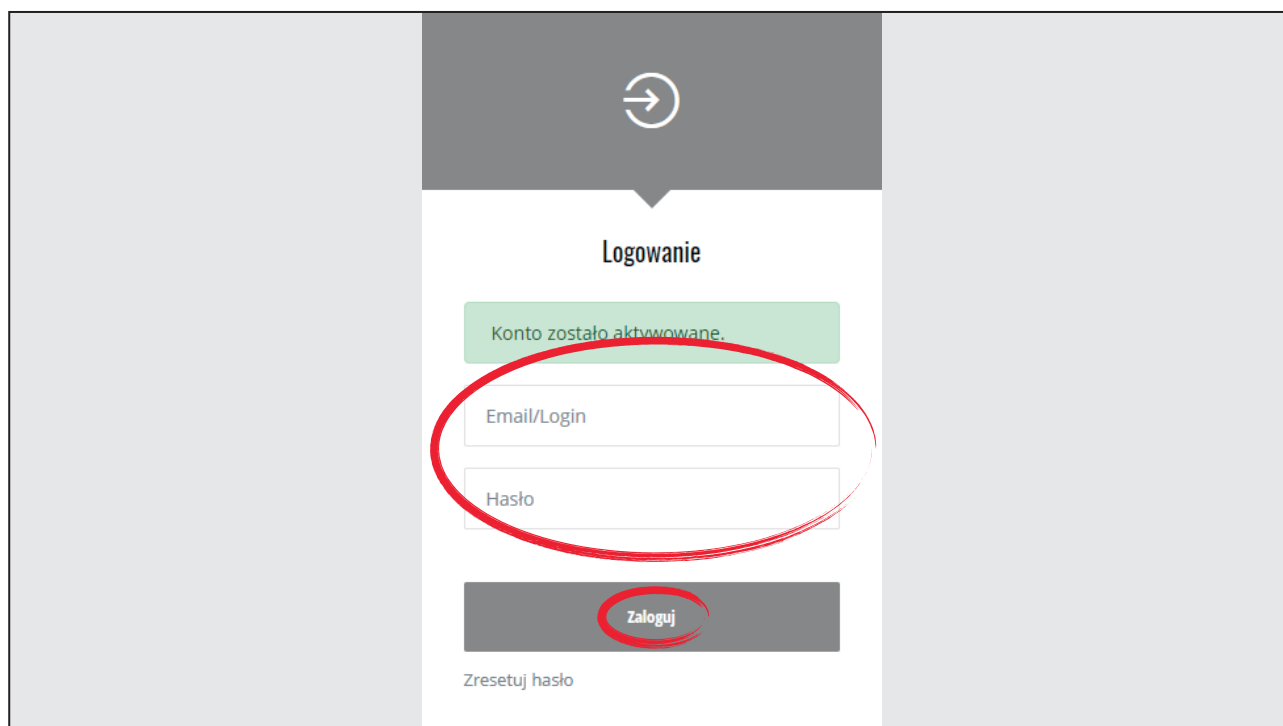 Logowanie
Konto zostało aktywowane.
Email/Login
Hasło
Zaloguj
Zresetuj hasło